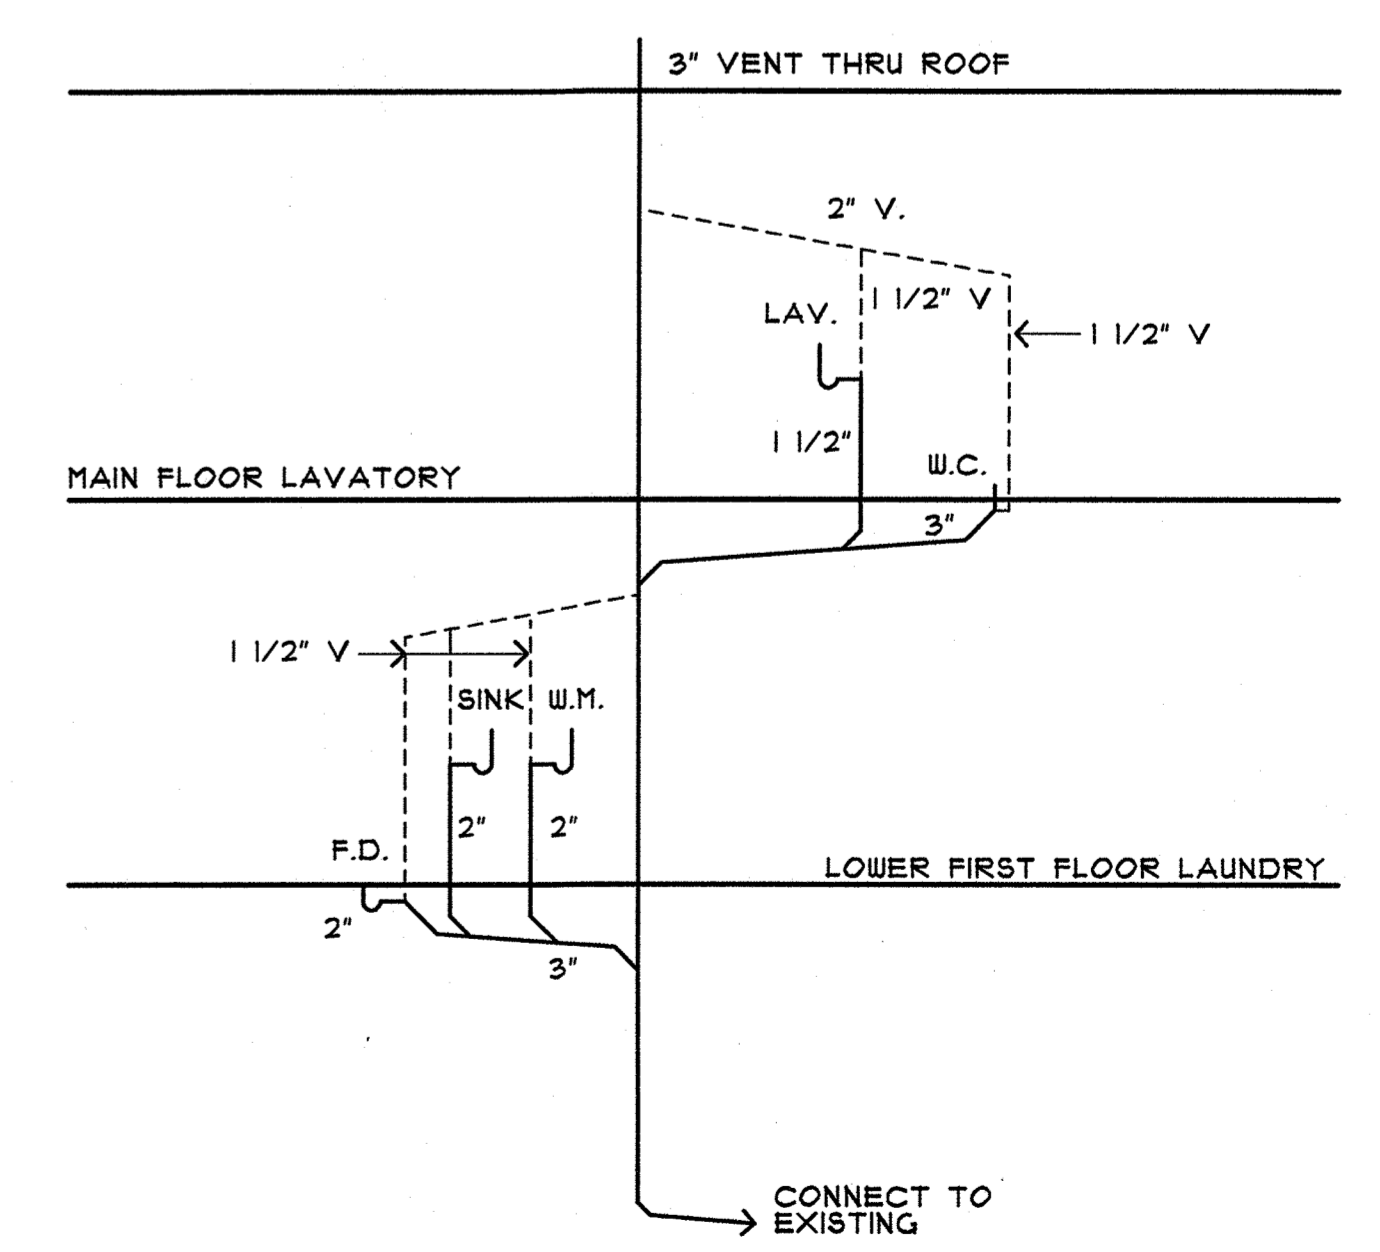 3" VENT THRU ROOF
2" V.
1 1/2" V
LAV.
1 1/2" V
1 1/2"
W.C.
MAIN FLOOR LAVATORY
3"
1 1/2" V
SINK
W.M.
2"
2"
F.D.
LOWER FIRST FLOOR LAUNDRY
2"
3"
CONNECT TO
EXISTING